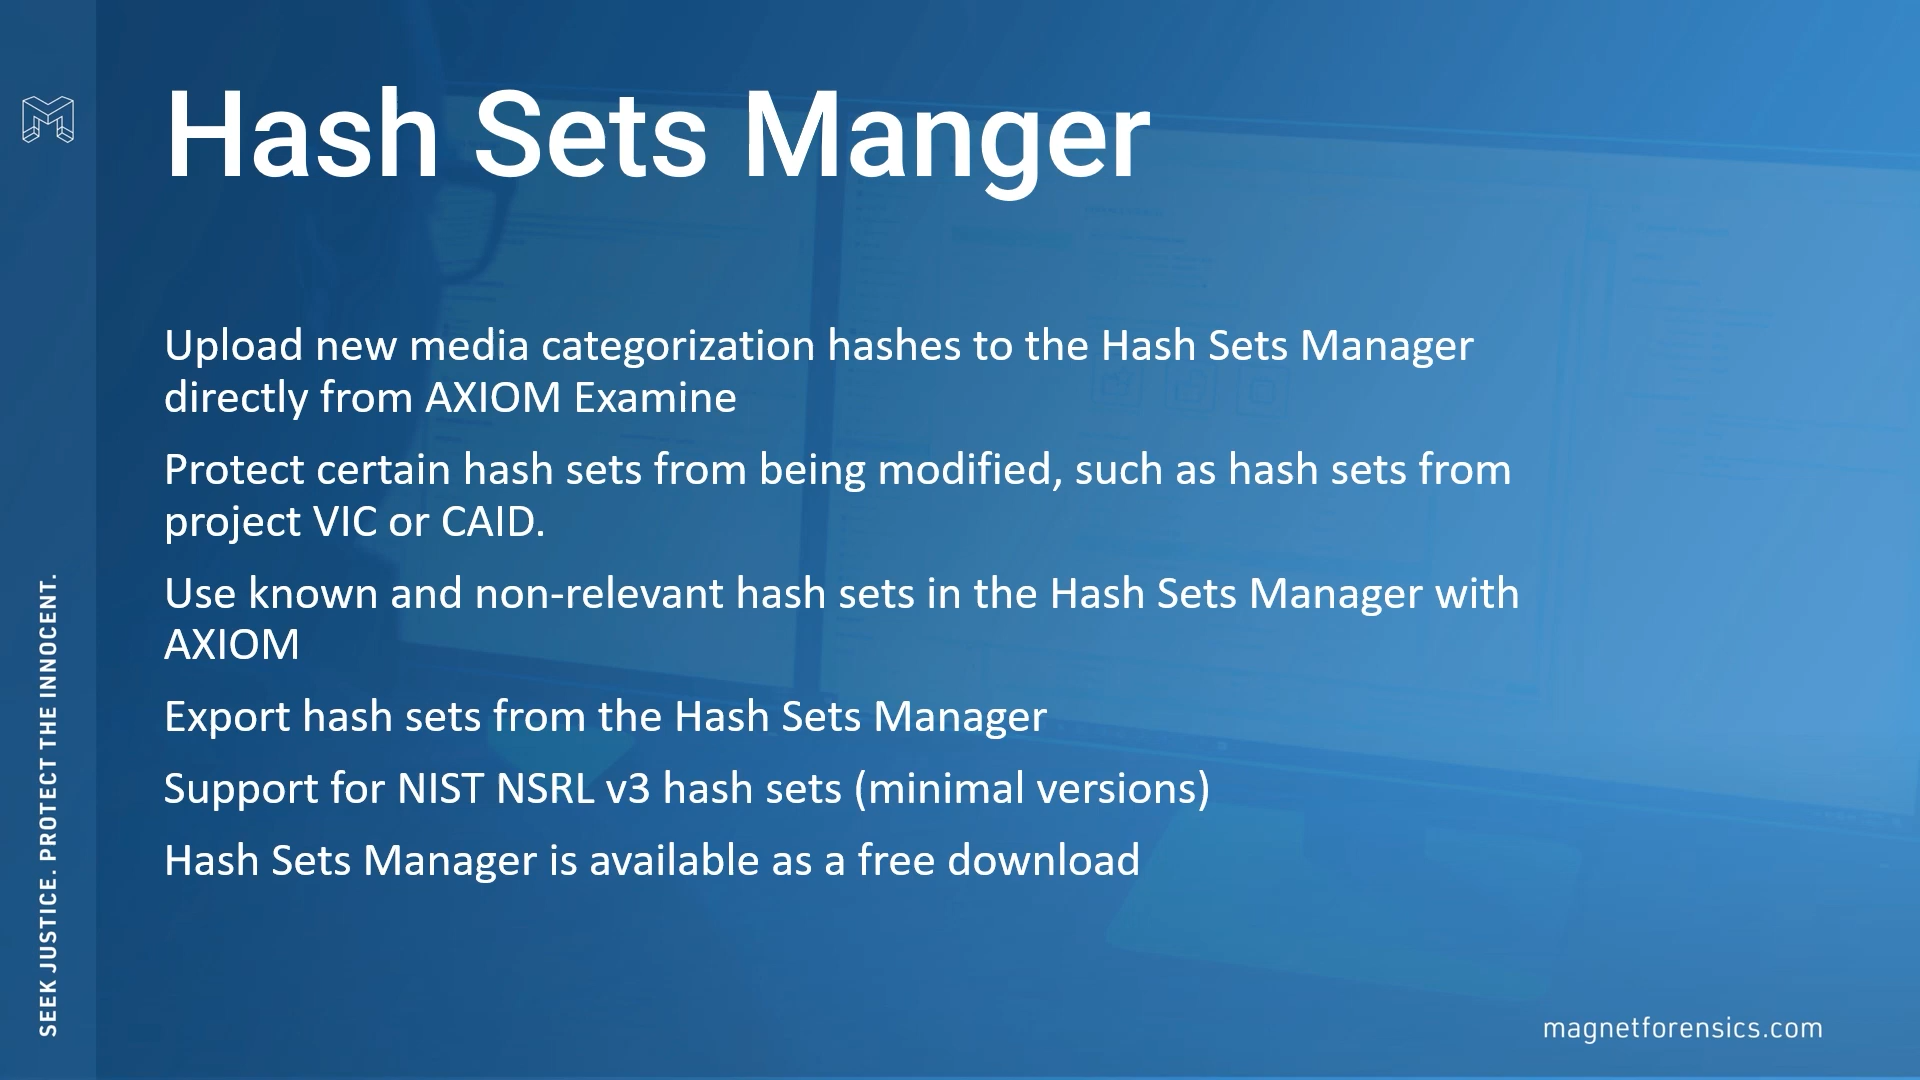 Hash Sets Manger
Upload new media categorization hashes to the Hash Sets Manager
directly from AXIOM Examine
Protect certain hash sets from being modified, such as hash sets from
project VIC or CAID.
Use known and non-relevant hash sets in the Hash Sets Manager with
AXIOM
Export hash sets from the Hash Sets Manager
Support for NIST NSRL v3 hash sets (minimal versions)
Hash Sets Manager is available as a free download
SEEK JUSTICE. PROTECT THE INNOCENT.
magnetforensics.com